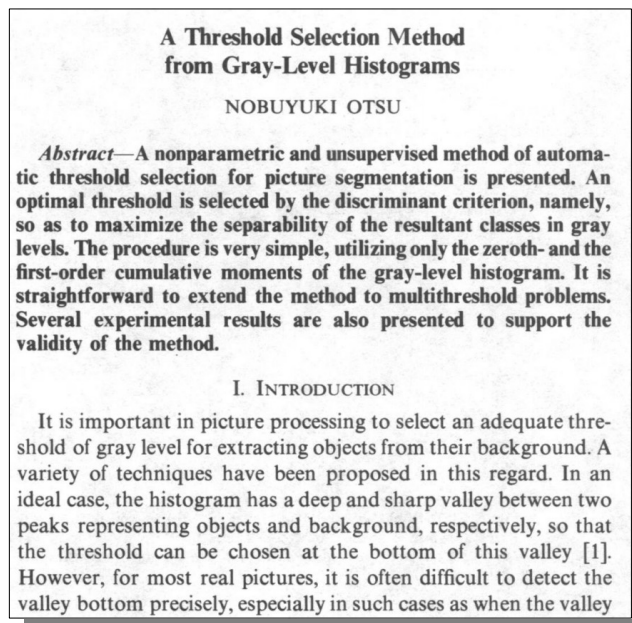 A Threshold Selection Method
from Gray-Level Histograms
NOBUYUKI OTSU
Abstract—A nonparametric and unsupervised method of automa-
tic threshold selection for picture segmentation is presented. An
optimal threshold is selected by the discriminant criterion, namely,
so as to maximize the separability of the resultant classes in gray
levels. The procedure is very simple, utilizing only the zeroth- and the
first-order cumulative moments of the gray-level histogram. It is
straightforward to extend the method to multithreshold problems.
Several experimental results are also presented to support the
validity of the method.
I. INTRODUCTION
It is important in picture processing to select an adequate thre-
shold of gray level for extracting objects from their background. A
variety of techniques have been proposed in this regard. In an
ideal case, the histogram has a deep and sharp valley between two
peaks representing objects and background, respectively, so that
the threshold can be chosen at the bottom of this valley [1].
However, for most real pictures, it is often difficult to detect the
valley bottom precisely, especially in such cases as when the valley